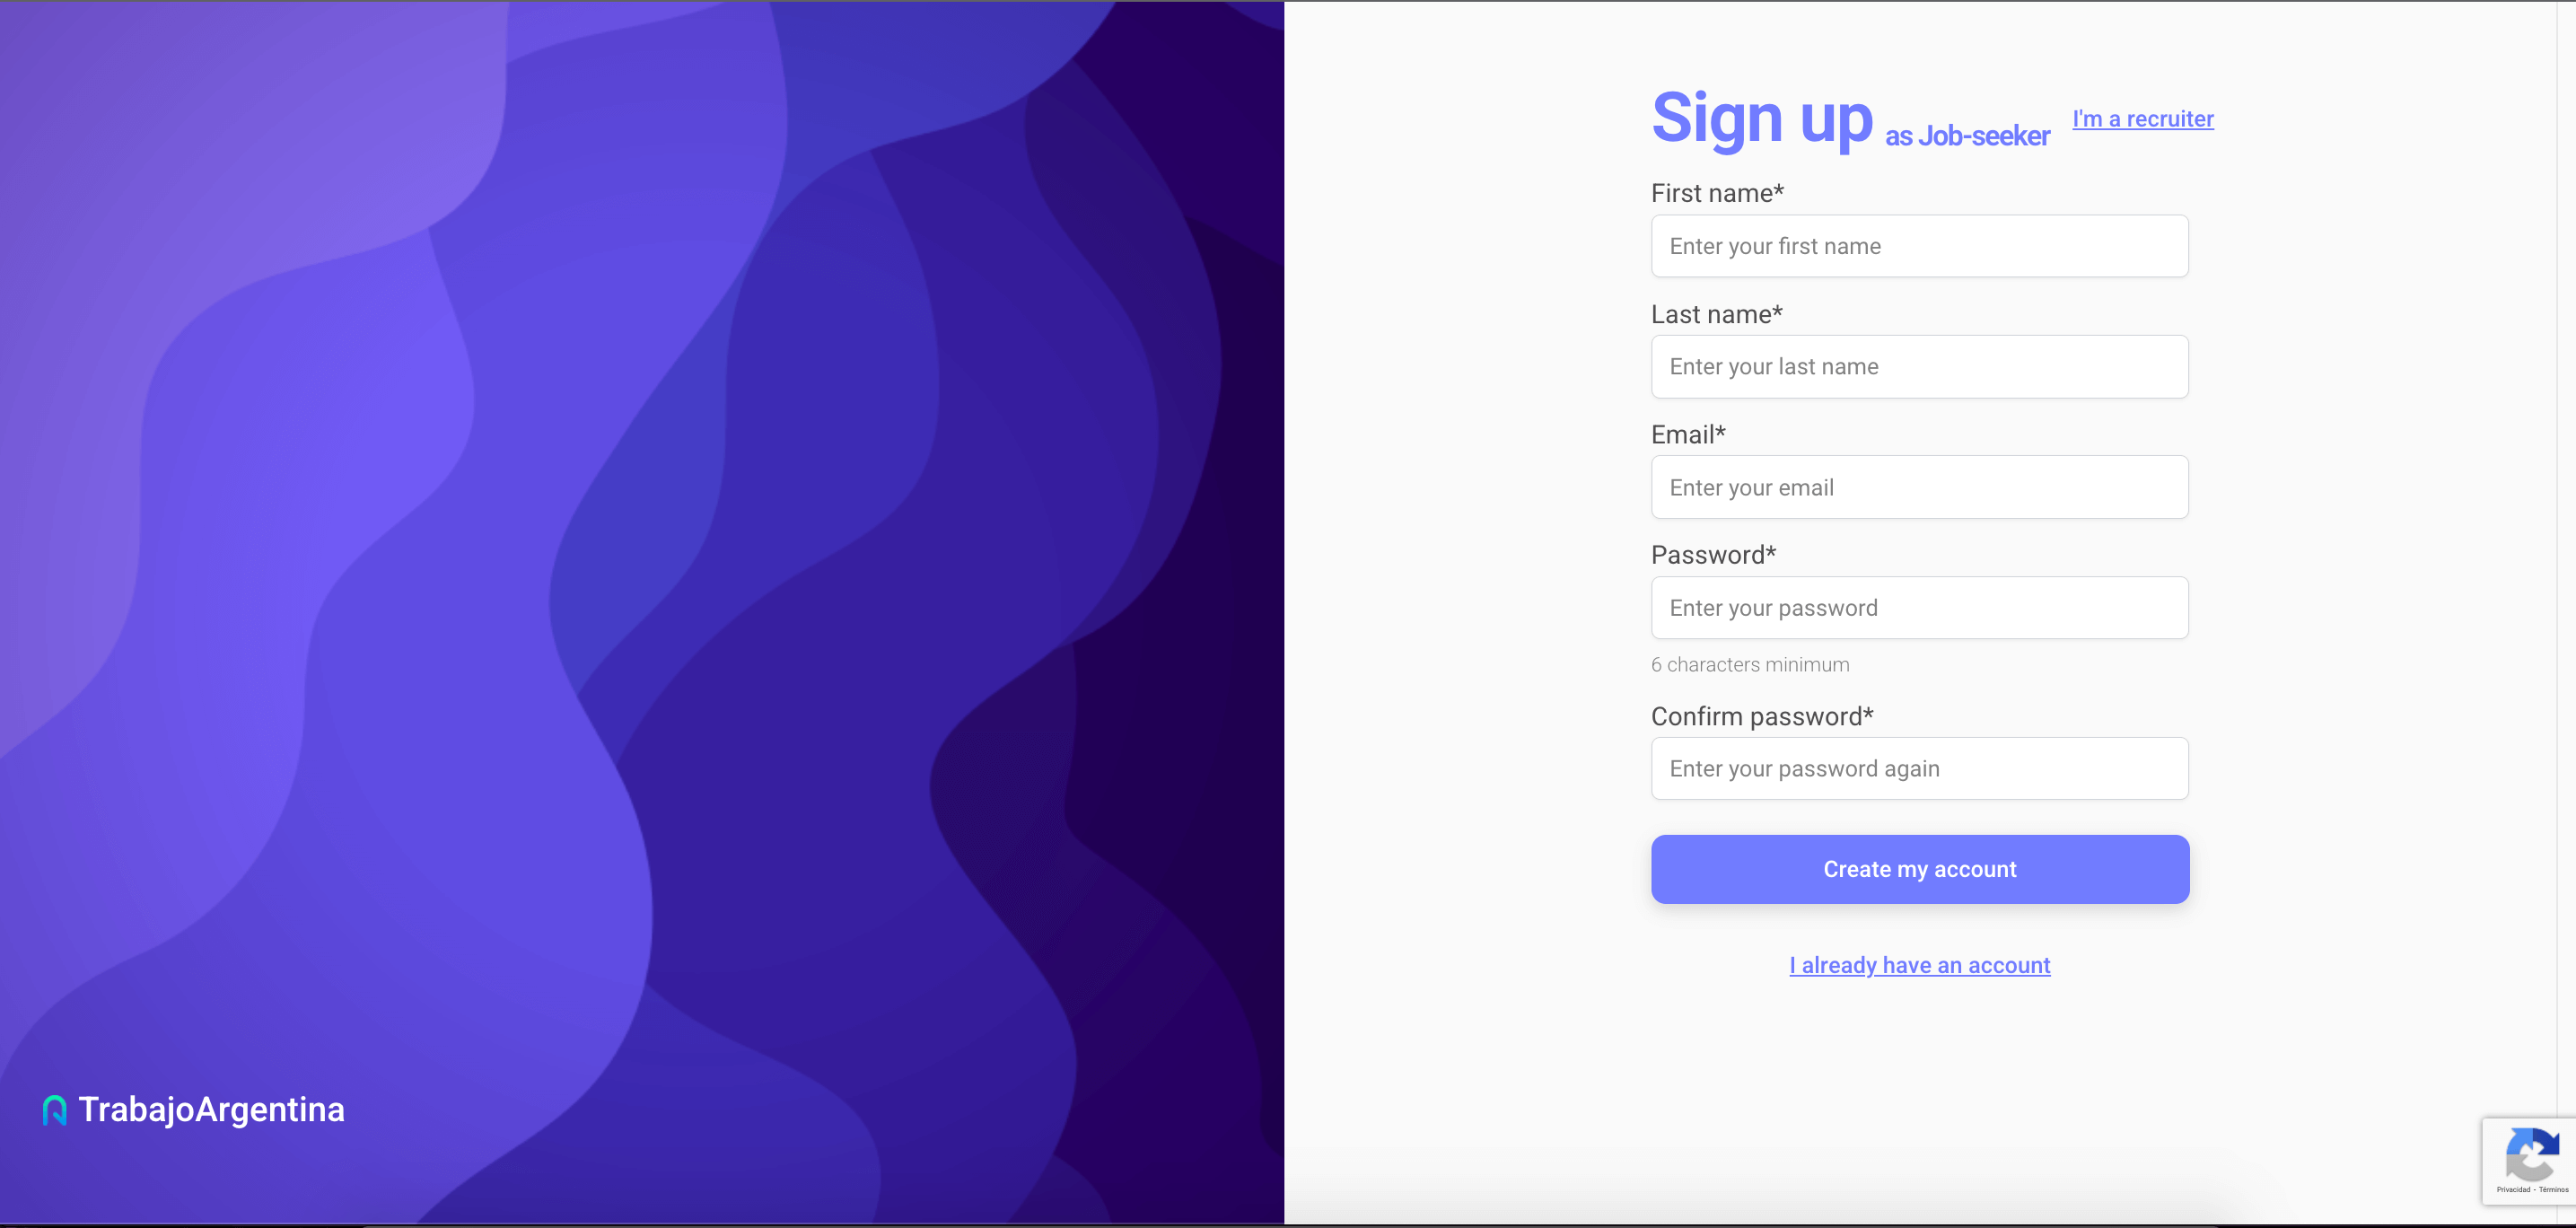 Sign up as Job-seeker I'm a recruiter
First name*
Enter your first name
Last name*
Enter your last name
Email*
Enter your email
Password*
Enter your password
6 characters minimum
Confirm password*
Enter your password again
Create my account
I already have an account
TrabajoArgentina
Privacidad - Términos